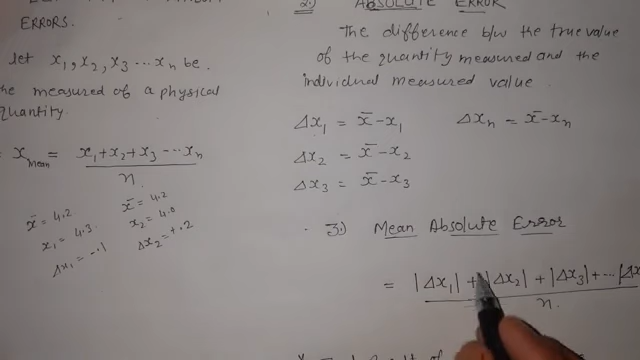 ERRORS.
let x₁, x₂, x₃ ... xₙ be.
measured of a physical
quantity.
x_Mean = x₁+x₂+x₃ ---xₙ / n.
x̄ = 4.2
x₁ = 4.3
Δx₁ = -.1
x̄ = 4.2
x₂ = 4.0
Δx₂ = +.2
2.) ABSOLUTE ERROR
The difference b/w the true value
of the quantity measured and the
individual measured value.
Δx₁ = x̄-x₁ Δxₙ = x̄-xₙ
Δx₂ = x̄-x₂
Δx₃ = x̄-x₃
3.) Mean Absolute Error
= |Δx₁| + |Δx₂| + |Δx₃| + ... |Δx / n.